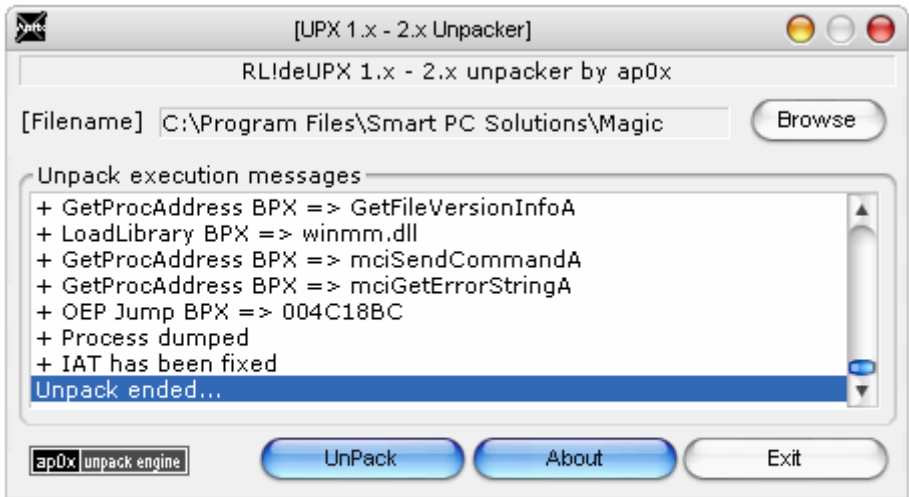 [UPX 1.x - 2.x Unpacker]
RL!deUPX 1.x - 2.x unpacker by ap0x
[Filename] C:\Program Files\Smart PC Solutions\Magic Browse
Unpack execution messages
+ GetProcAddress BPX => GetFileVersionInfoA
+ LoadLibrary BPX => winmm.dll
+ GetProcAddress BPX => mciSendCommandA
+ GetProcAddress BPX => mciGetErrorStringA
+ OEP Jump BPX => 004C18BC
+ Process dumped
+ IAT has been fixed
Unpack ended...
ap0x unpack engine UnPack About Exit